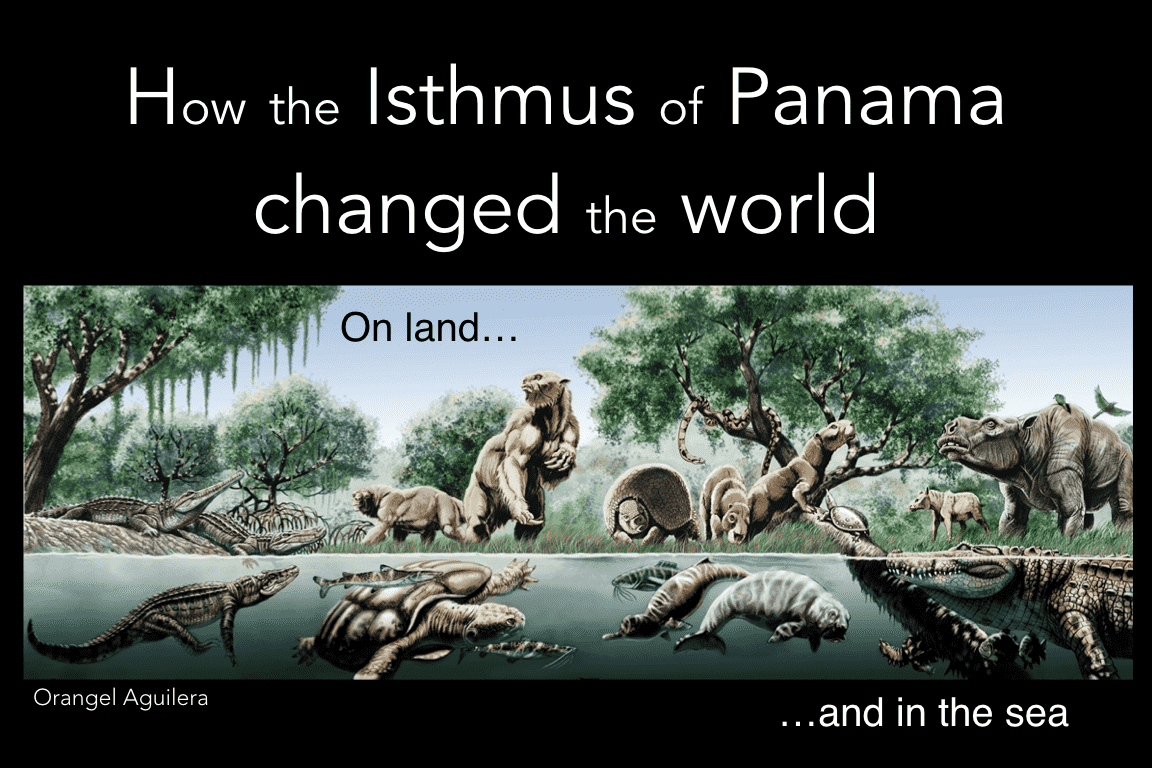 How the Isthmus of Panama
changed the world
On land…
Orangel Aguilera
…and in the sea